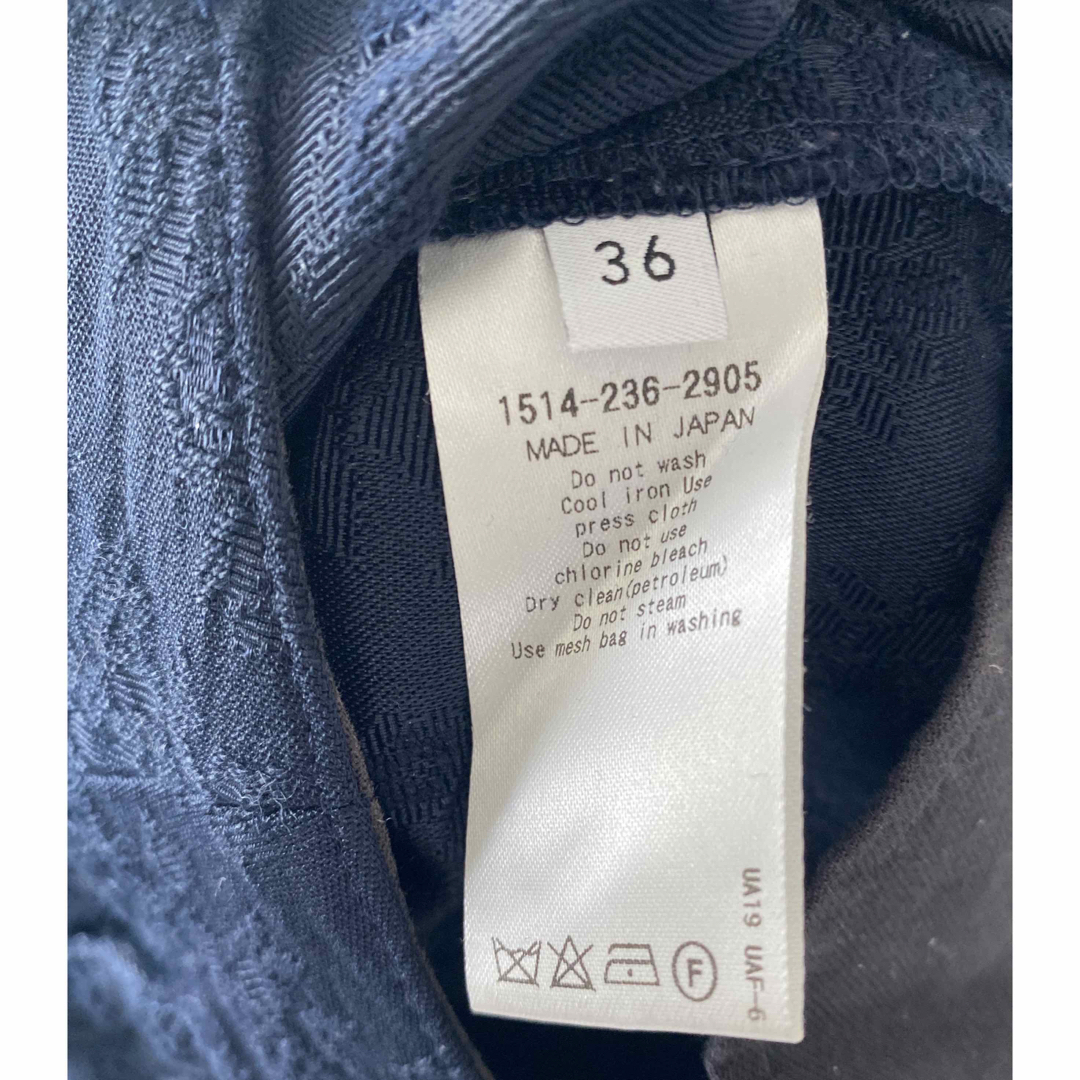 36
1514-236-2905
MADE IN JAPAN
Do not wash
Cool iron Use
press cloth
Do not use
chlorine bleach
Dry clean(petroleum)
Do not steam
Use mesh bag in washing
F
UA19 UAF-6